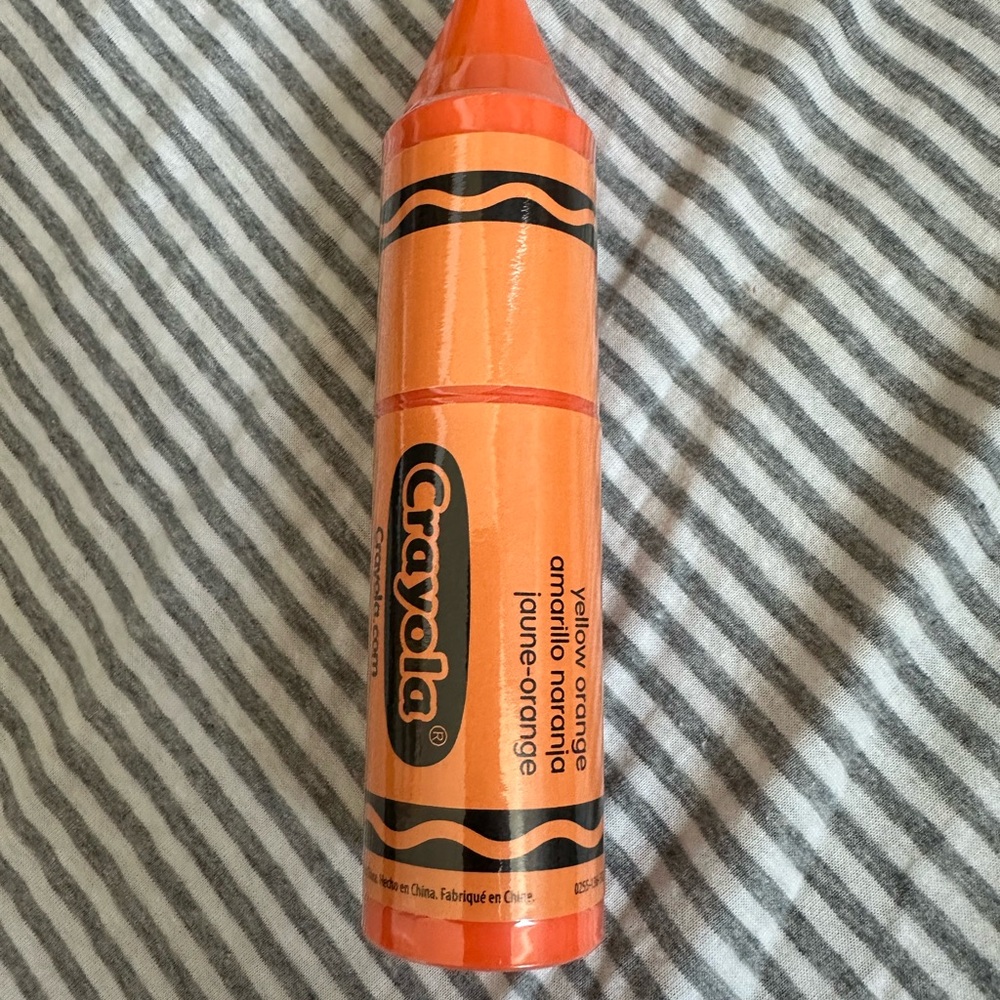 Crayola®
Crayola.com
yellow orange
amarillo naranja
jaune-orange
Hecho en China. Fabriqué en Chine.